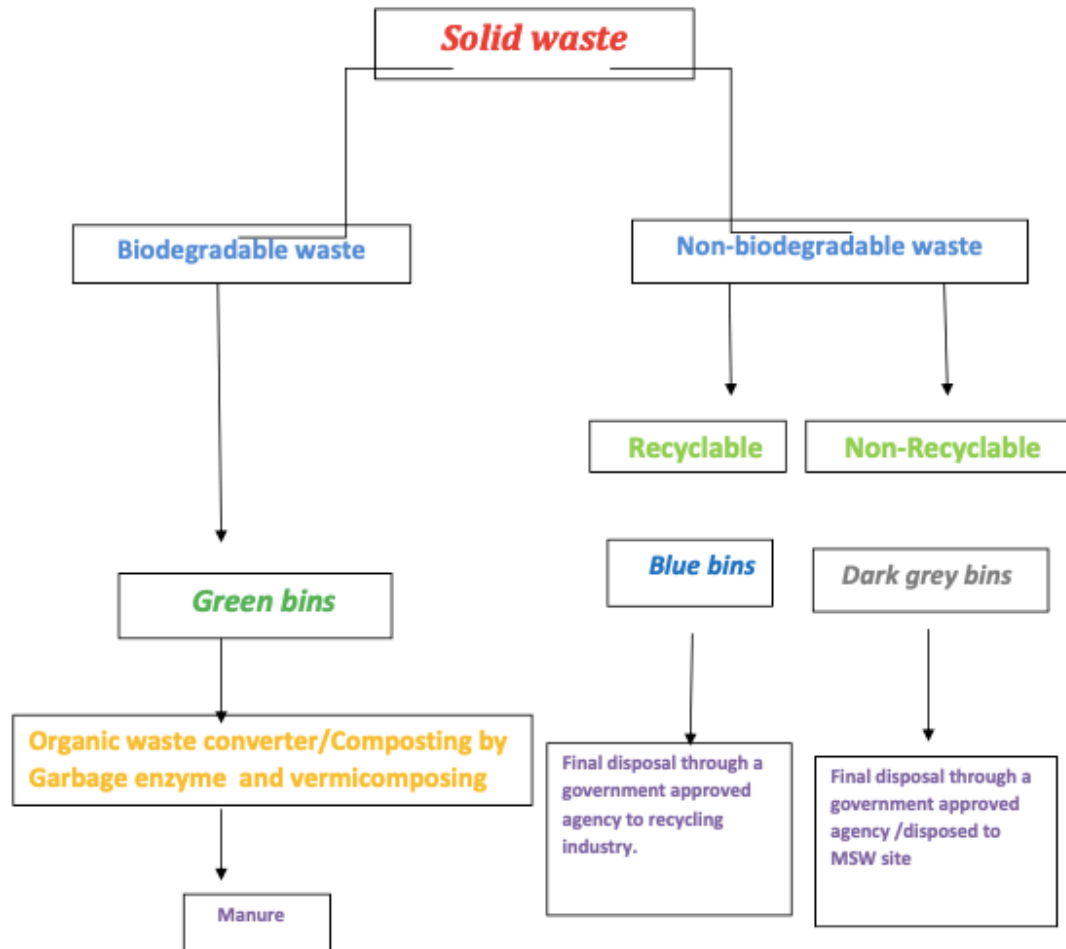 Solid waste
Biodegradable waste
Non-biodegradable waste
Recyclable
Non-Recyclable
Blue bins
Dark grey bins
Green bins
Organic waste converter/Composting by
Garbage enzyme and vermicomposing
Final disposal through a
government approved
agency to recycling
industry.
Final disposal through a
government approved
agency /disposed to
MSW site
Manure